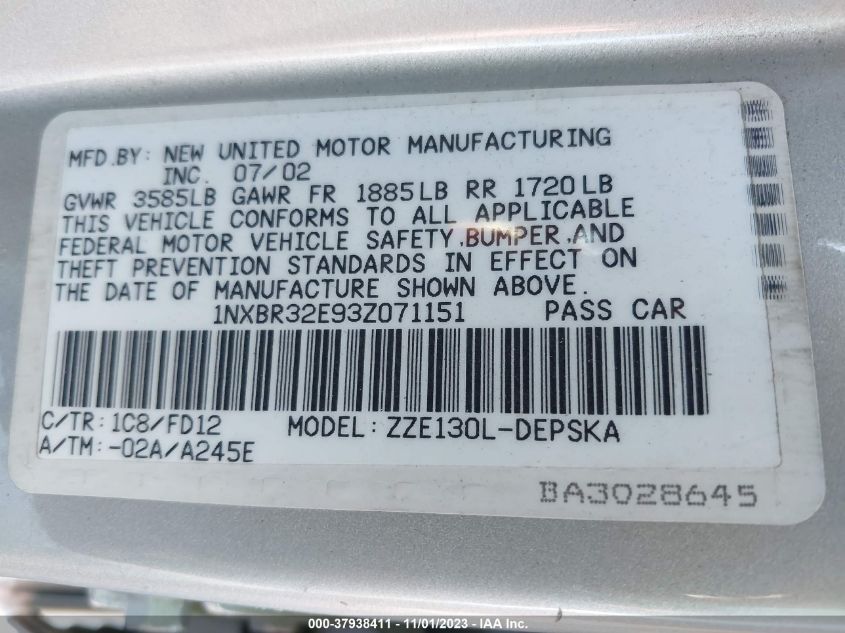 MFD.BY: NEW UNITED MOTOR MANUFACTURING
INC. 07/02
GVWR 3585LB GAWR FR 1885LB RR 1720LB
THIS VEHICLE CONFORMS TO ALL APPLICABLE
FEDERAL MOTOR VEHICLE SAFETY,BUMPER,AND
THEFT PREVENTION STANDARDS IN EFFECT ON
THE DATE OF MANUFACTURE SHOWN ABOVE.
1NXBR32E93Z071151 PASS CAR
C/TR:1C8/FD12 MODEL:ZZE130L-DEPSKA
A/TM:-02A/A245E
BA3028645
000-37938411 - 11/01/2023 - IAA Inc.